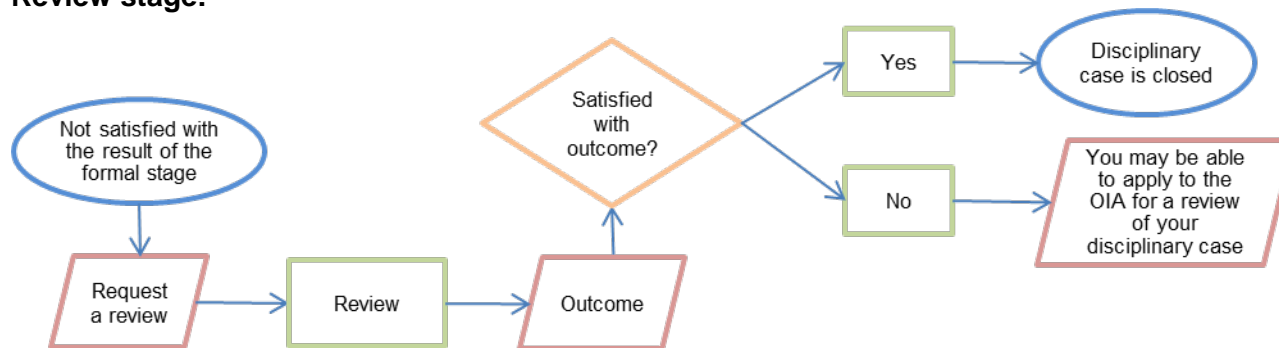 Review stage:
Not satisfied with
the result of the
formal stage
Request
a review
Review
Outcome
Satisfied
with
outcome?
Yes
Disciplinary
case is closed
No
You may be able
to apply to the
OIA for a review
of your
disciplinary case